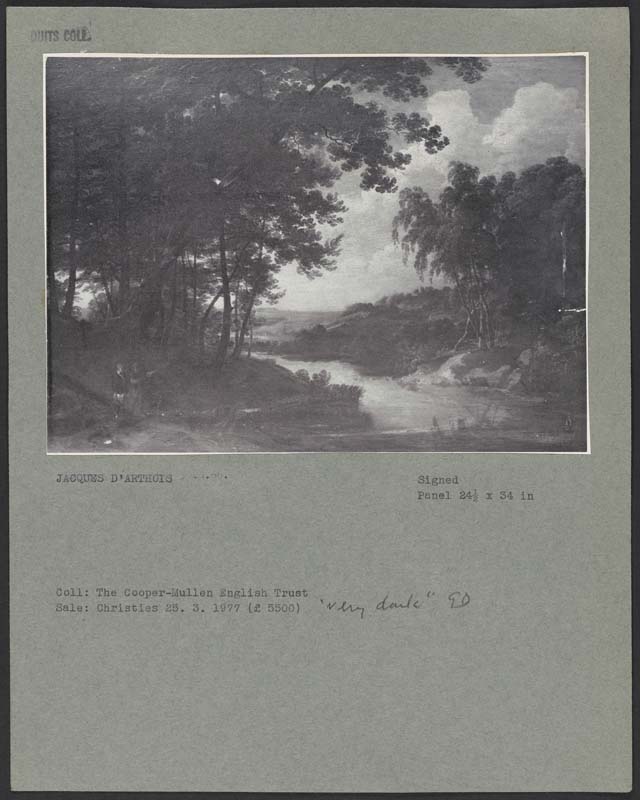 DUITS COLL.
JACQUES D'ARTHOIS
Signed
Panel 24½ x 34 in
Coll: The Cooper-Mullen English Trust
Sale: Christies 25. 3. 1977 (£ 5500) "very dark"